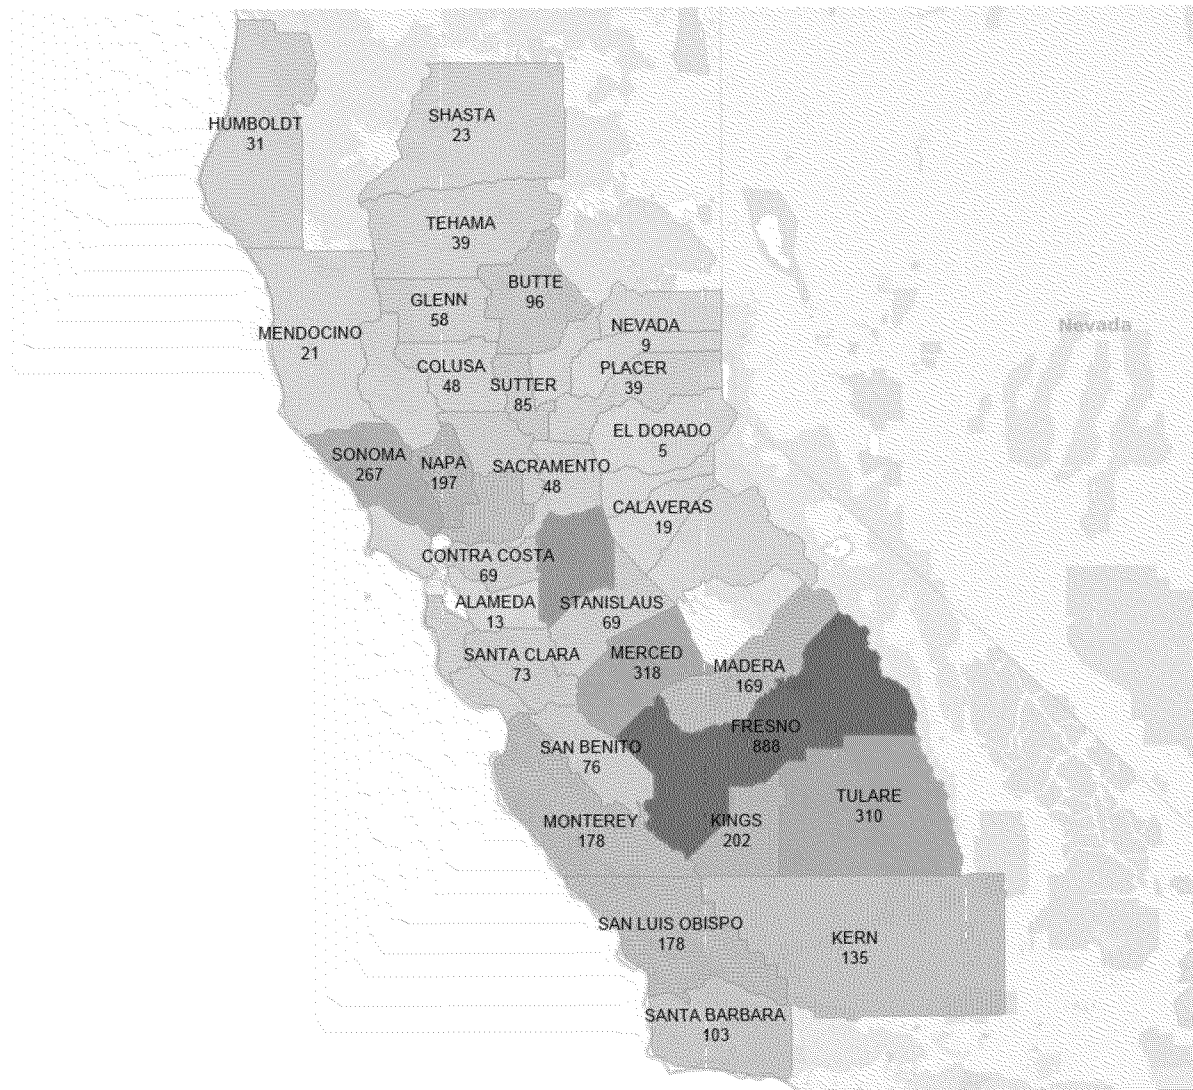 HUMBOLDT
31
SHASTA
23
TEHAMA
39
BUTTE
96
GLENN
58
MENDOCINO
21
NEVADA
9
Nevada
COLUSA
48
SUTTER
85
PLACER
39
EL DORADO
5
SONOMA
267
NAPA
197
SACRAMENTO
48
CALAVERAS
19
CONTRA COSTA
69
ALAMEDA
13
STANISLAUS
69
SANTA CLARA
73
MERCED
318
MADERA
169
FRESNO
888
SAN BENITO
76
TULARE
310
MONTEREY
178
KINGS
202
SAN LUIS OBISPO
178
KERN
135
SANTA BARBARA
103